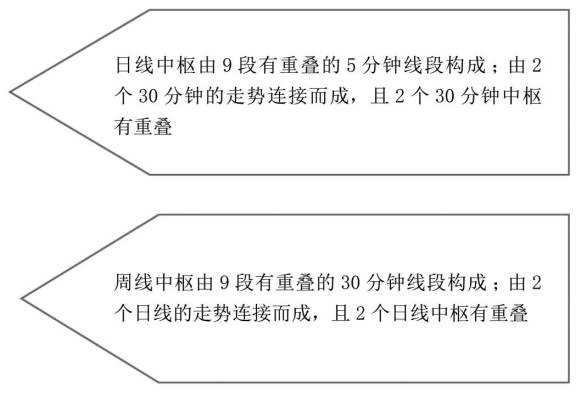 日线中枢由 9 段有重叠的 5 分钟线段构成；由 2
个 30 分钟的走势连接而成，且 2 个 30 分钟中枢
有重叠
周线中枢由 9 段有重叠的 30 分钟线段构成；由 2
个日线的走势连接而成，且 2 个日线中枢有重叠